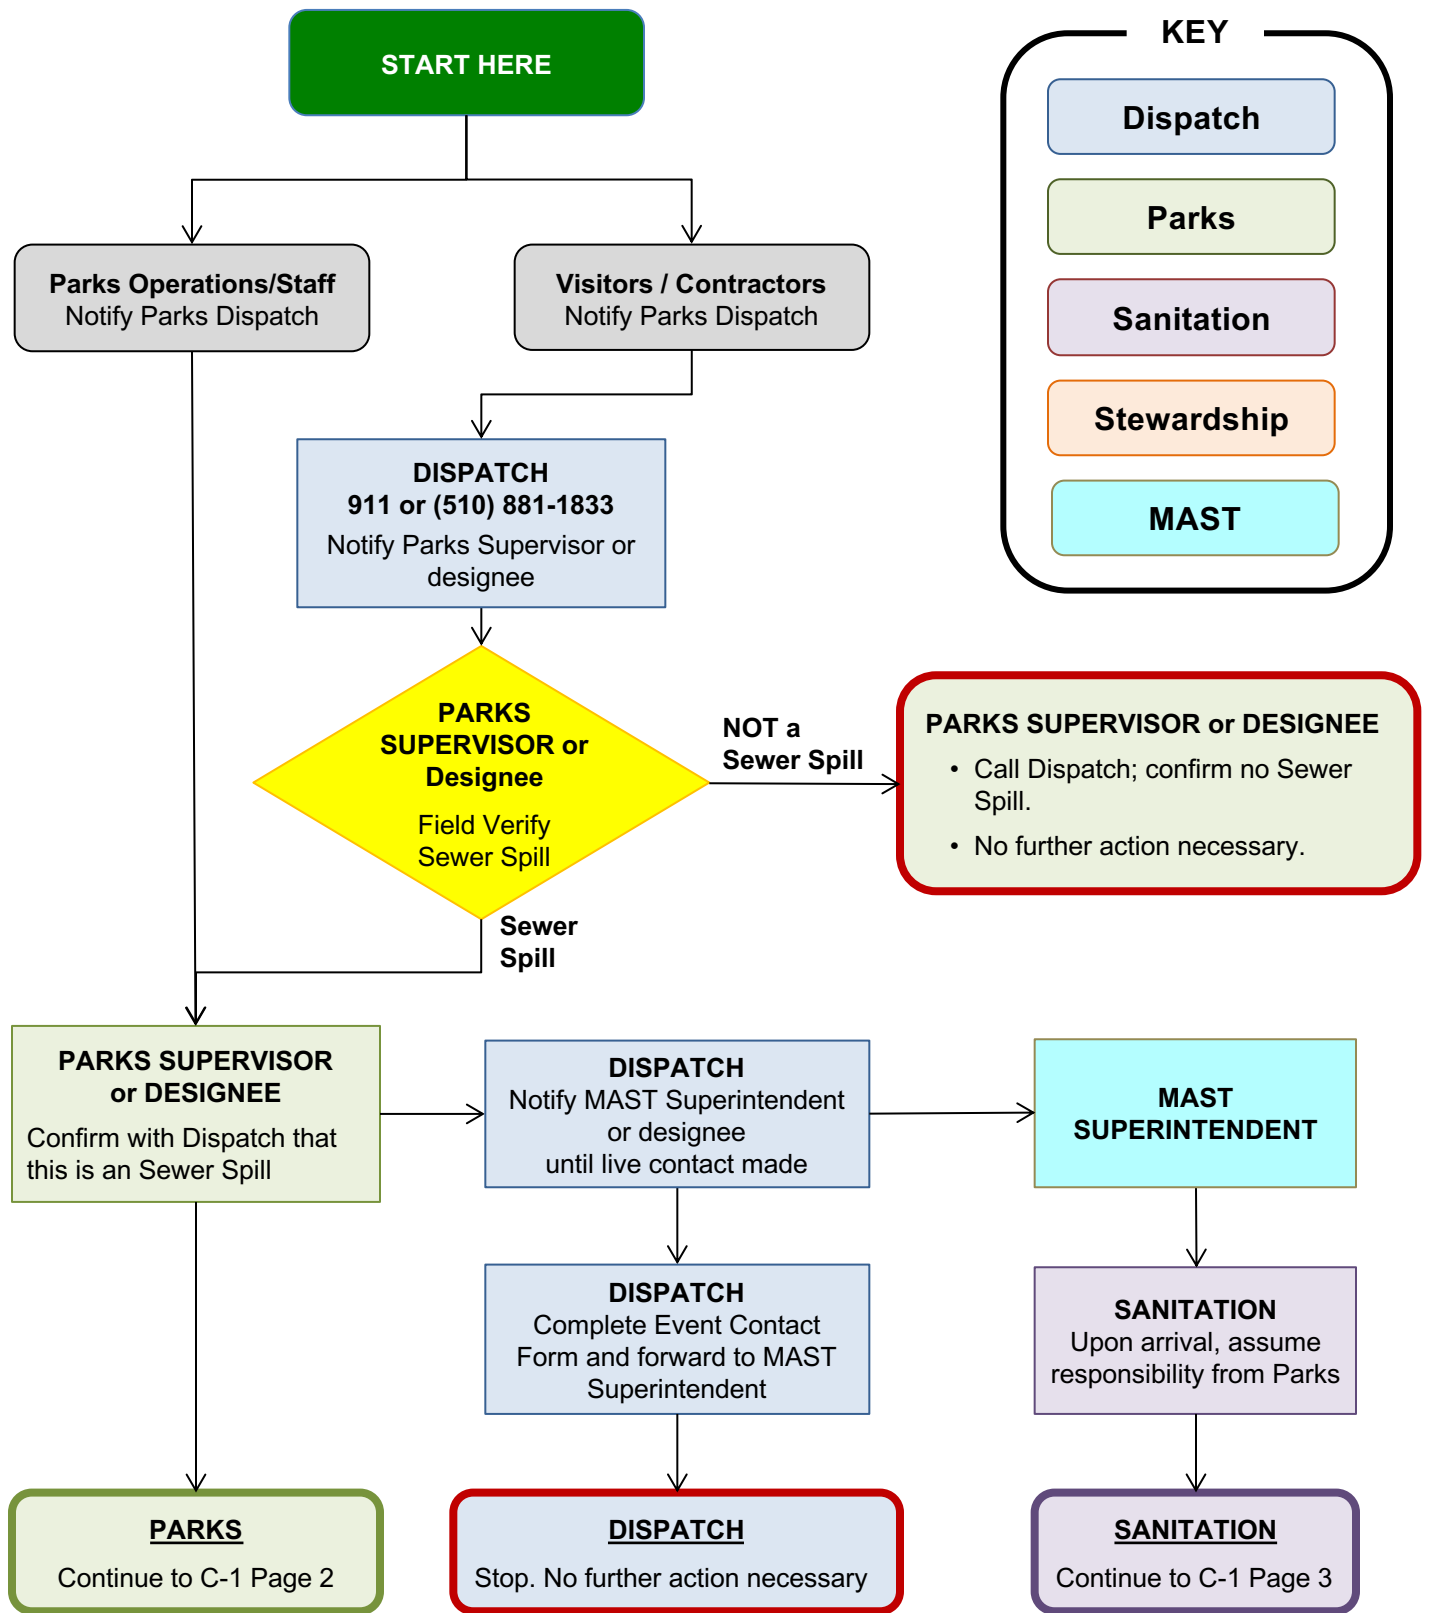 START HERE
KEY
Dispatch
Parks
Sanitation
Stewardship
MAST
Parks Operations/Staff
Notify Parks Dispatch
Visitors / Contractors
Notify Parks Dispatch
DISPATCH
911 or (510) 881-1833
Notify Parks Supervisor or
designee
PARKS
SUPERVISOR or
Designee
Field Verify
Sewer Spill
NOT a
Sewer Spill
PARKS SUPERVISOR or DESIGNEE
• Call Dispatch; confirm no Sewer
Spill.
• No further action necessary.
Sewer
Spill
PARKS SUPERVISOR
or DESIGNEE
Confirm with Dispatch that
this is an Sewer Spill
DISPATCH
Notify MAST Superintendent
or designee
until live contact made
MAST
SUPERINTENDENT
DISPATCH
Complete Event Contact
Form and forward to MAST
Superintendent
SANITATION
Upon arrival, assume
responsibility from Parks
PARKS
Continue to C-1 Page 2
DISPATCH
Stop. No further action necessary
SANITATION
Continue to C-1 Page 3